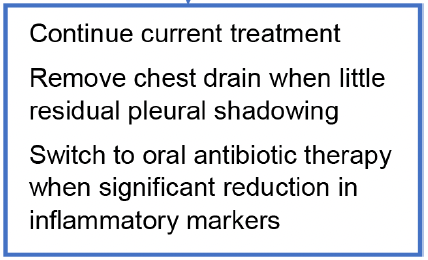 Continue current treatment
Remove chest drain when little
residual pleural shadowing
Switch to oral antibiotic therapy
when significant reduction in
inflammatory markers